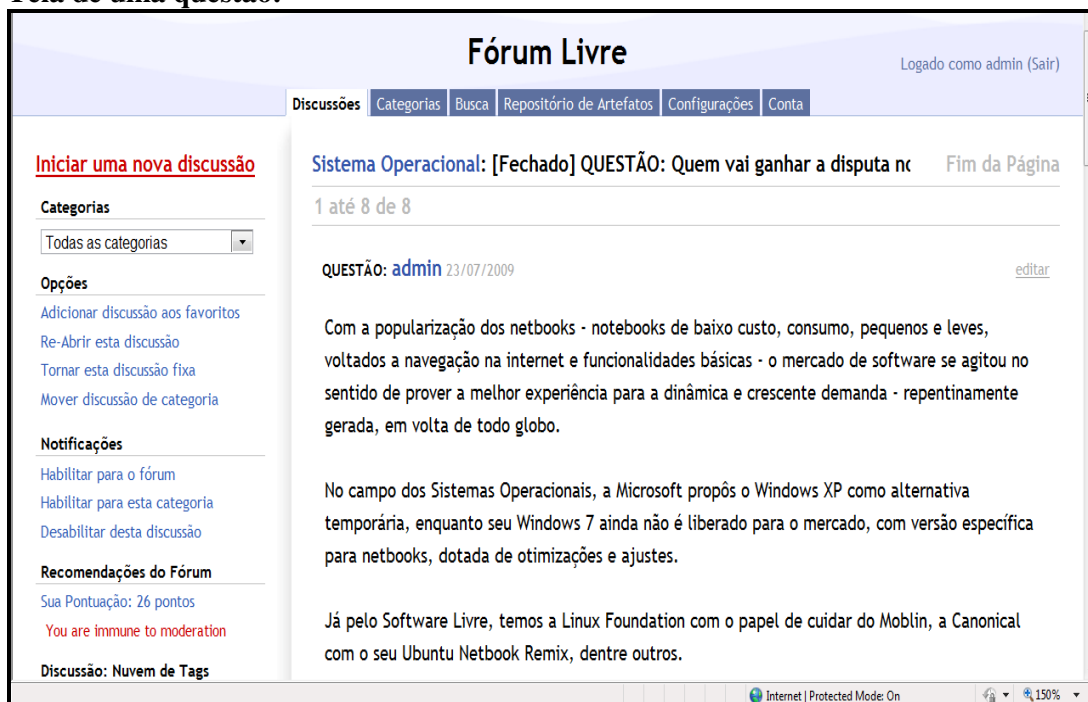 Tela de uma questão:
Fórum Livre
Logado como admin (Sair)
Discussões Categorias Busca Repositório de Artefatos Configurações Conta
Iniciar uma nova discussão
Categorias
Todas as categorias
Opções
Adicionar discussão aos favoritos
Re-Abrir esta discussão
Tornar esta discussão fixa
Mover discussão de categoria
Notificações
Habilitar para o fórum
Habilitar para esta categoria
Desabilitar desta discussão
Recomendações do Fórum
Sua Pontuação: 26 pontos
You are immune to moderation
Discussão: Nuvem de Tags
Sistema Operacional: [Fechado] QUESTÃO: Quem vai ganhar a disputa no
Fim da Página
1 até 8 de 8
QUESTÃO: admin 23/07/2009
editar
Com a popularização dos netbooks - notebooks de baixo custo, consumo, pequenos e leves,
voltados a navegação na internet e funcionalidades básicas - o mercado de software se agitou no
sentido de prover a melhor experiência para a dinâmica e crescente demanda - repentinamente
gerada, em volta de todo globo.
No campo dos Sistemas Operacionais, a Microsoft propôs o Windows XP como alternativa
temporária, enquanto seu Windows 7 ainda não é liberado para o mercado, com versão específica
para netbooks, dotada de otimizações e ajustes.
Já pelo Software Livre, temos a Linux Foundation com o papel de cuidar do Moblin, a Canonical
com o seu Ubuntu Netbook Remix, dentre outros.
Internet | Protected Mode: On
150%